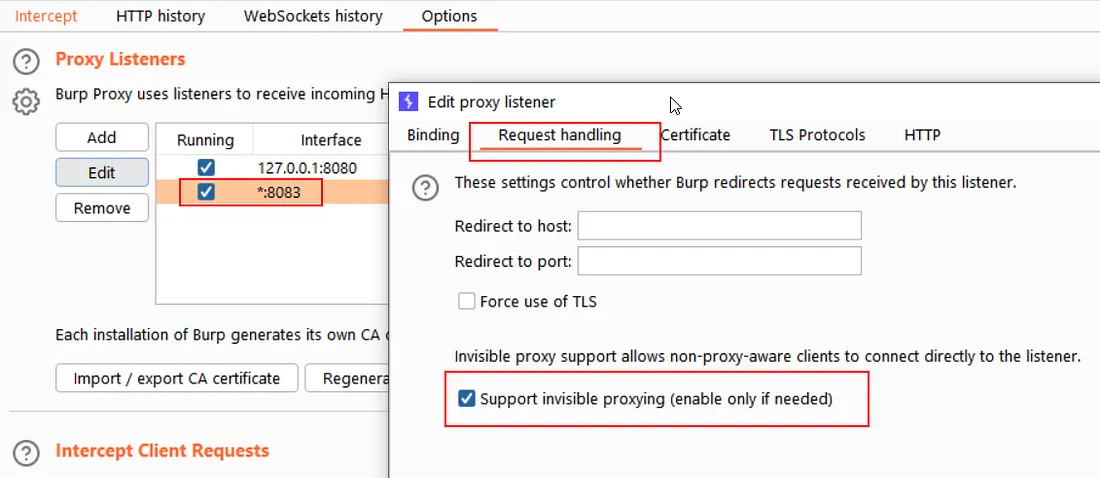 Intercept HTTP history WebSockets history Options
Proxy Listeners
Burp Proxy uses listeners to receive incoming
Add
Edit
Remove
Running Interface
127.0.0.1:8080
*:8083
Each installation of Burp generates its own CA
Import / export CA certificate
Intercept Client Requests
Edit proxy listener
Binding Request handling Certificate TLS Protocols HTTP
These settings control whether Burp redirects requests received by this listener.
Redirect to host:
Redirect to port:
Force use of TLS
Invisible proxy support allows non-proxy-aware clients to connect directly to the listener.
Support invisible proxying (enable only if needed)